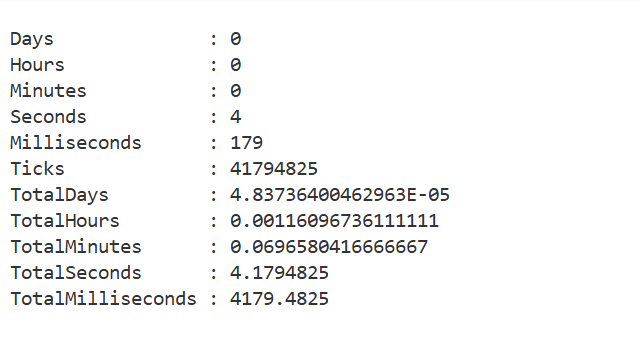 Days              : 0
Hours             : 0
Minutes           : 0
Seconds           : 4
Milliseconds      : 179
Ticks             : 41794825
TotalDays         : 4.83736400462963E-05
TotalHours        : 0.00116096736111111
TotalMinutes      : 0.0696580416666667
TotalSeconds      : 4.1794825
TotalMilliseconds : 4179.4825